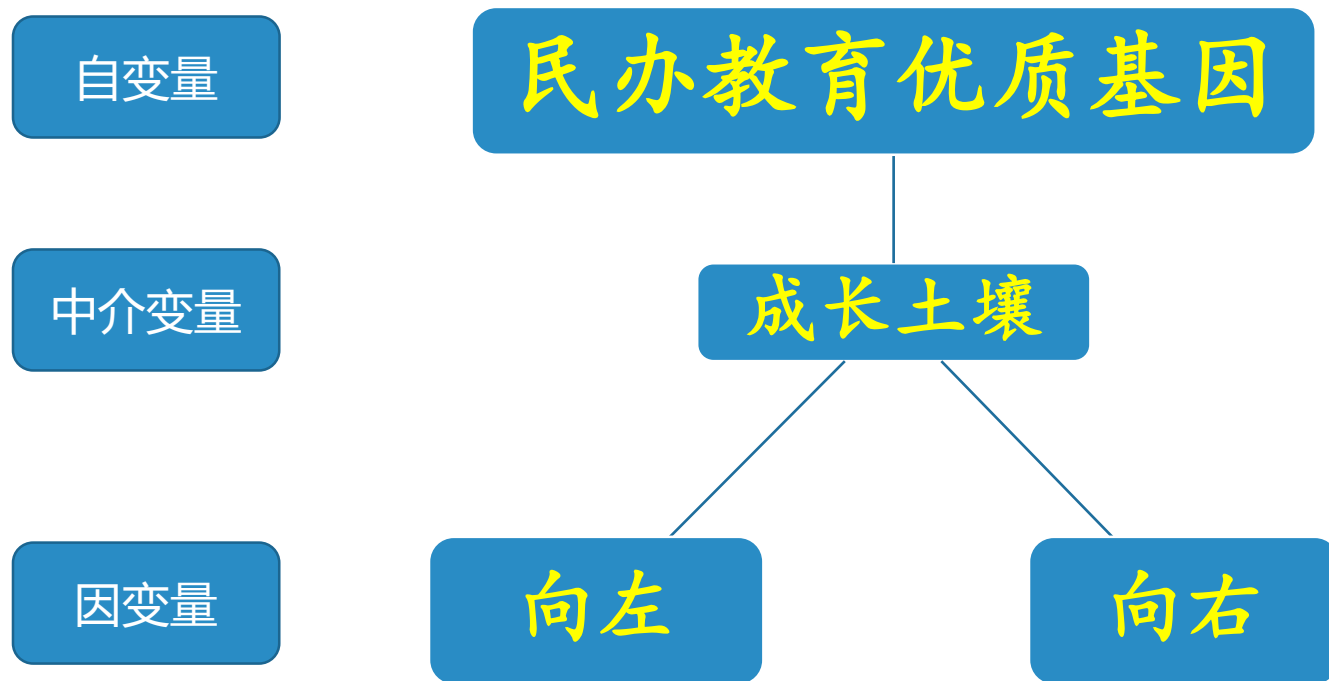 自变量
民办教育优质基因
中介变量
成长土壤
因变量
向左
向右